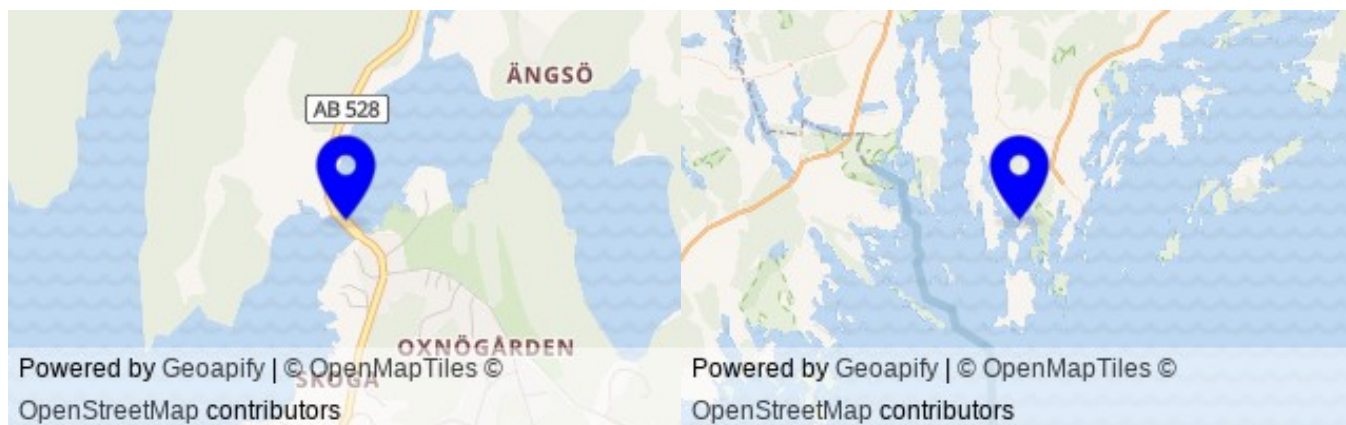 ÄNGSÖ
AB 528
OXNÖGÅRDEN
SKOGA
Powered by Geoapify | © OpenMapTiles ©
OpenStreetMap contributors
Powered by Geoapify | © OpenMapTiles ©
OpenStreetMap contributors